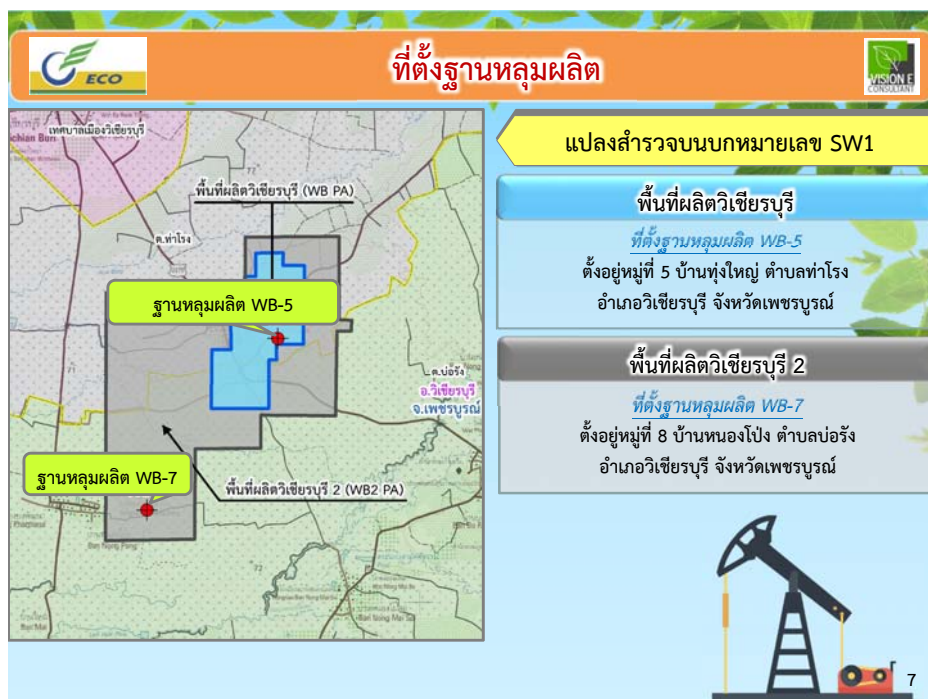 ECO
ที่ตั้งฐานหลุมผลิต
VISION E
CONSULTANT
เทศบาลเมืองวิเชียรบุรี
chian Buri
พื้นที่ผลิตวิเชียรบุรี (WB PA)
ต.ท่าโรง
ฐานหลุมผลิต WB-5
ต.บ่อรัง
อ.วิเชียรบุรี
จ.เพชรบูรณ์
ฐานหลุมผลิต WB-7
พื้นที่ผลิตวิเชียรบุรี 2 (WB2 PA)
Ban Nong Pong
แปลงสำรวจบนบกหมายเลข SW1
พื้นที่ผลิตวิเชียรบุรี
ที่ตั้งฐานหลุมผลิต WB-5
ตั้งอยู่หมู่ที่ 5 บ้านทุ่งใหญ่ ตำบลท่าโรง
อำเภอวิเชียรบุรี จังหวัดเพชรบูรณ์
พื้นที่ผลิตวิเชียรบุรี 2
ที่ตั้งฐานหลุมผลิต WB-7
ตั้งอยู่หมู่ที่ 8 บ้านหนองโป่ง ตำบลบ่อรัง
อำเภอวิเชียรบุรี จังหวัดเพชรบูรณ์
7